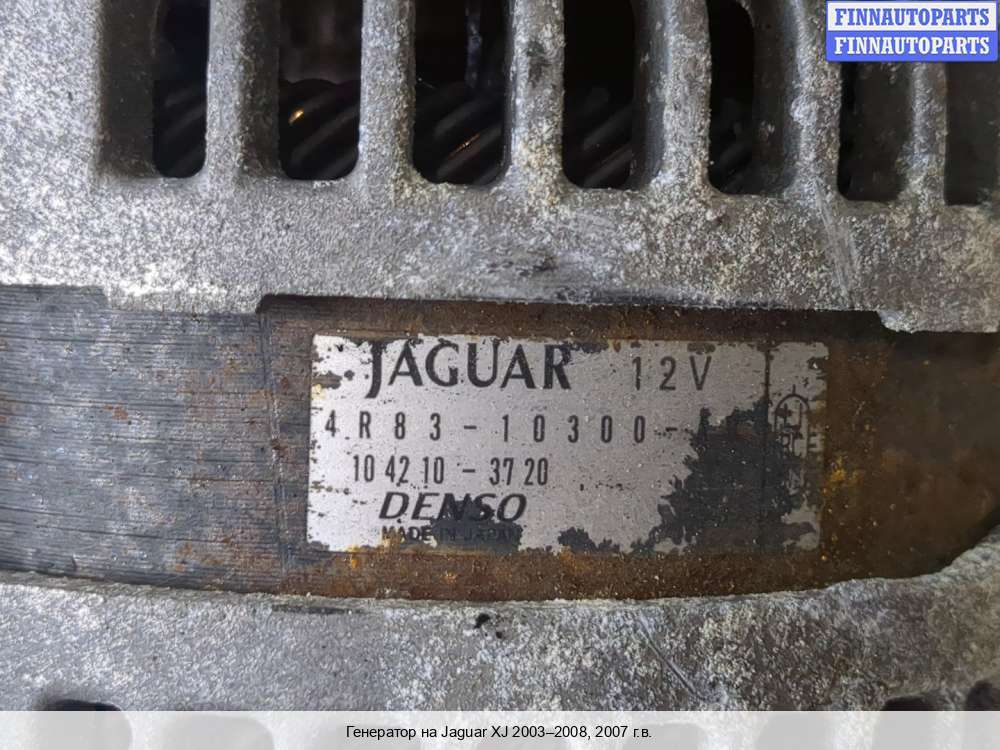 FINNAUTOPARTS
FINNAUTOPARTS
JAGUAR 12V
4R83-10300-
104210-3720
DENSO
MADE IN JAPAN
Генератор на Jaguar XJ 2003–2008, 2007 г.в.